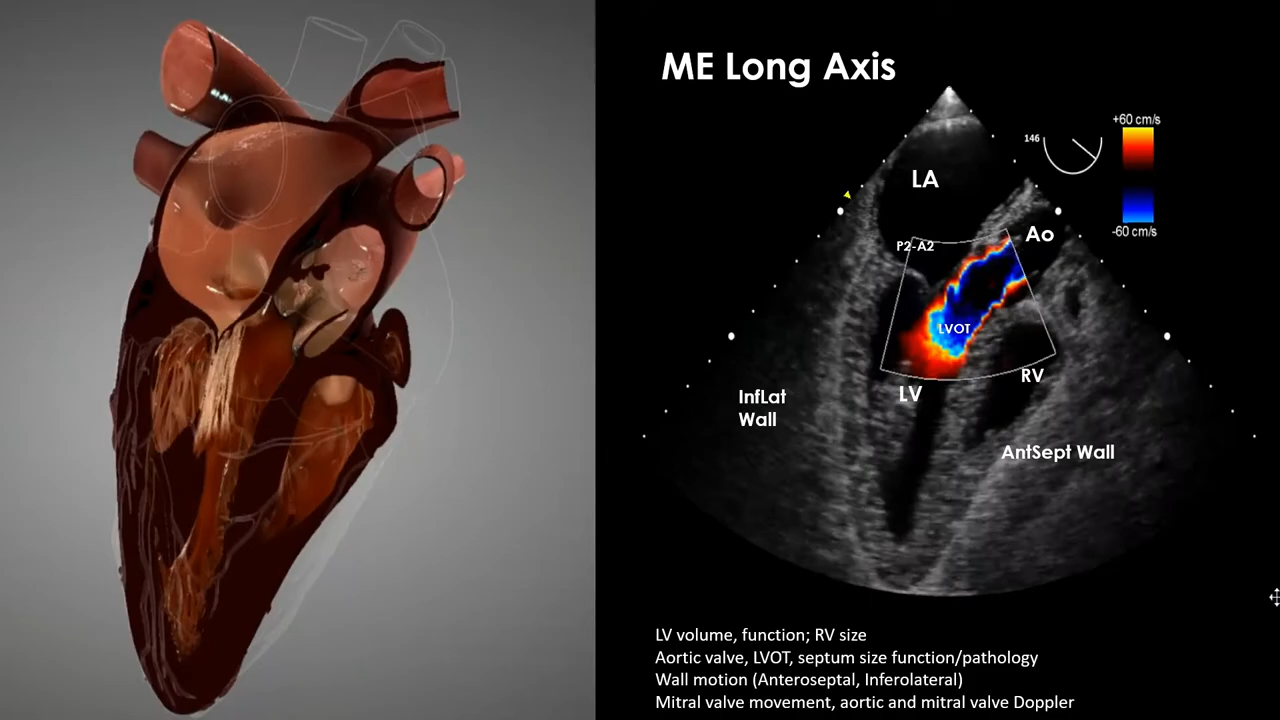 ME Long Axis
+60 cm/s
146
-60 cm/s
LA
Ao
P2-A2
LVOT
RV
LV
InfLat
Wall
AntSept Wall
LV volume, function; RV size
Aortic valve, LVOT, septum size function/pathology
Wall motion (Anteroseptal, Inferolateral)
Mitral valve movement, aortic and mitral valve Doppler